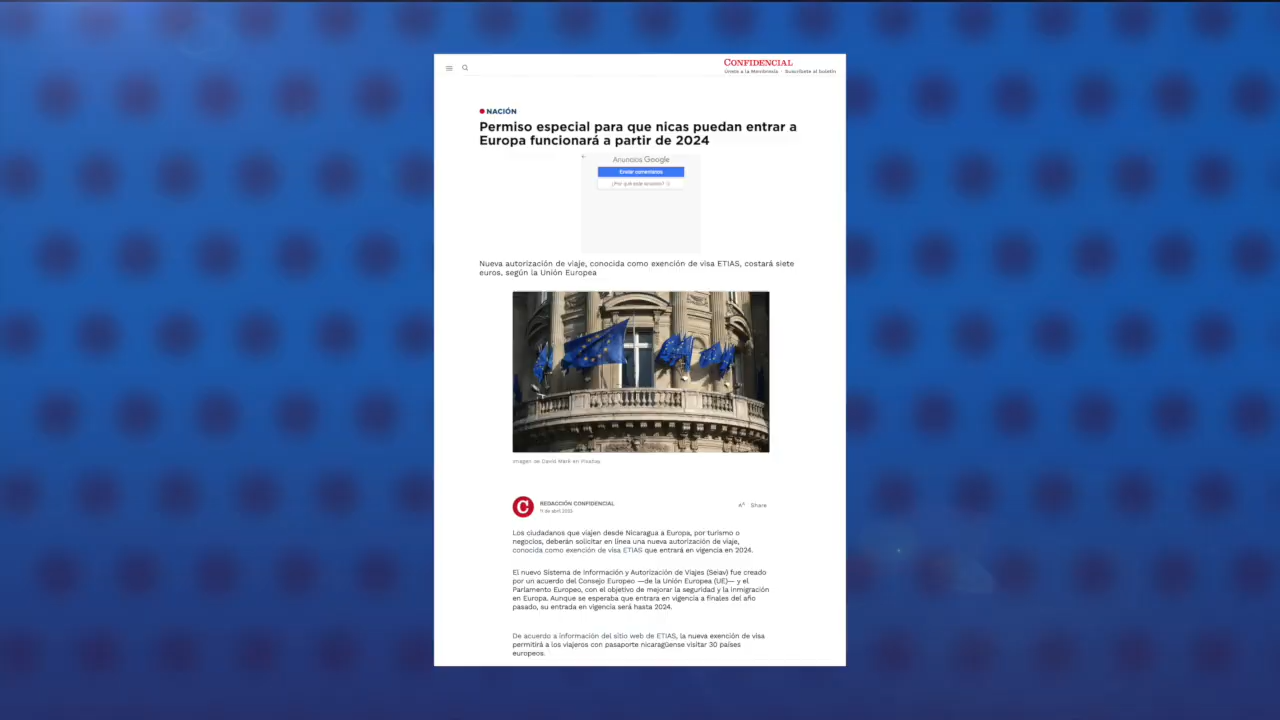 CONFIDENCIAL
Únete a la Membresía · Suscríbete al boletín
NACIÓN
Permiso especial para que nicas puedan entrar a
Europa funcionará a partir de 2024
Anuncios Google
Enviar comentarios
¿Por qué este anuncio?
Nueva autorización de viaje, conocida como exención de visa ETIAS, costará siete
euros, según la Unión Europea
Imagen de David Mark en Pixabay
C
REDACCIÓN CONFIDENCIAL
11 de abril 2023
A^A Share
Los ciudadanos que viajen desde Nicaragua a Europa, por turismo o
negocios, deberán solicitar en línea una nueva autorización de viaje,
conocida como exención de visa ETIAS que entrará en vigencia en 2024.
El nuevo Sistema de Información y Autorización de Viajes (Seiav) fue creado
por un acuerdo del Consejo Europeo —de la Unión Europea (UE)— y el
Parlamento Europeo, con el objetivo de mejorar la seguridad y la inmigración
en Europa. Aunque se esperaba que entrara en vigencia a finales del año
pasado, su entrada en vigencia será hasta 2024.
De acuerdo a información del sitio web de ETIAS, la nueva exención de visa
permitirá a los viajeros con pasaporte nicaragüense visitar 30 países
europeos.